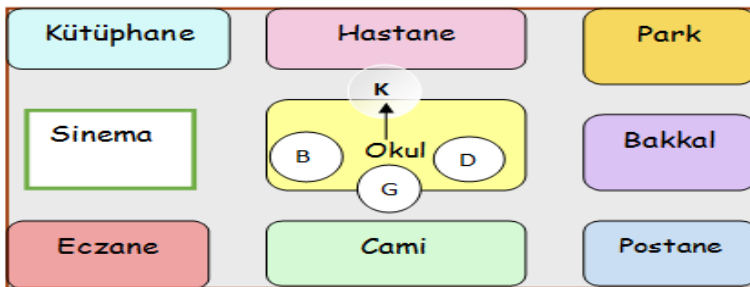 Kütüphane
Hastane
Park
K
Sinema
B
Okul
D
G
Bakkal
Eczane
Cami
Postane